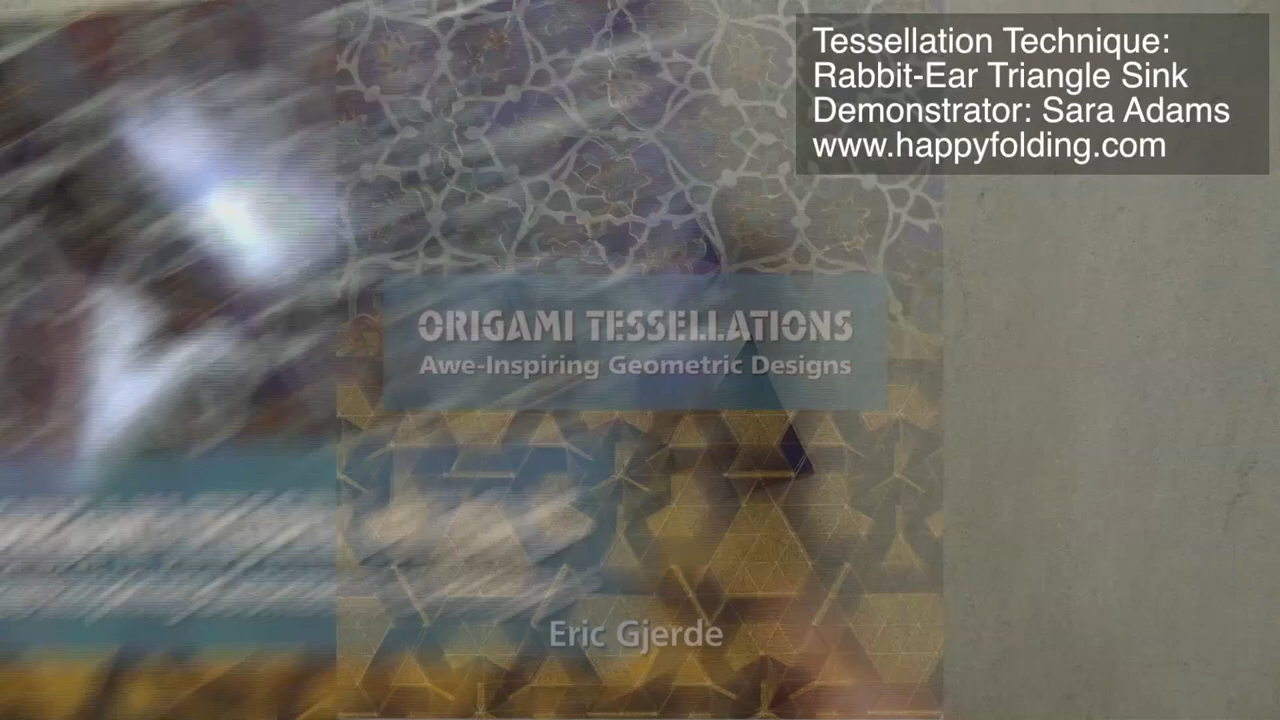 Tessellation Technique:
Rabbit-Ear Triangle Sink
Demonstrator: Sara Adams
www.happyfolding.com
ORIGAMI TESSELLATIONS
Awe-Inspiring Geometric Designs
Eric Gjerde